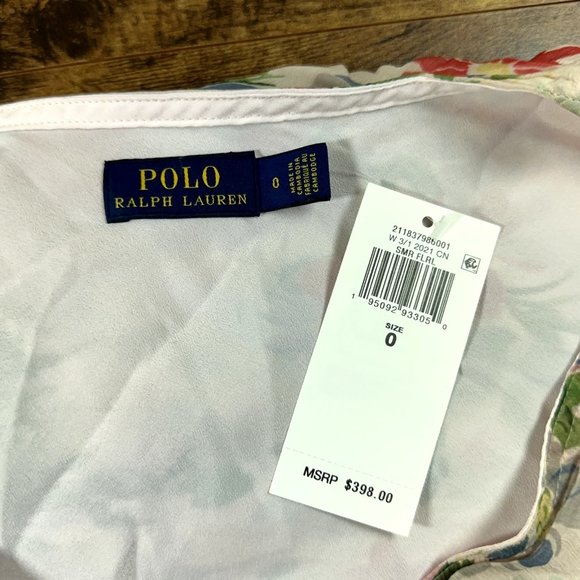 POLO
RALPH LAUREN
0
MADE IN
CAMBODIA
FABRIQUÉ AU
CAMBODGE
211837986001
W 3/1 2021 CN
SMR FLRL
1 95092 93305 0
SIZE
0
MSRP $398.00